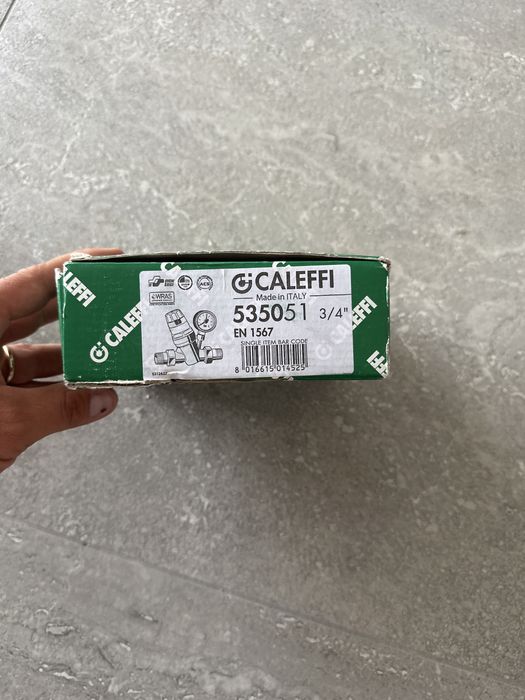 CALEFFI
Made in ITALY
535051 3/4"
EN 1567
SINGLE ITEM BAR CODE
8 016615 014525
WRAS
ACS
CALEFFI
CALEFFI
CALEFFI